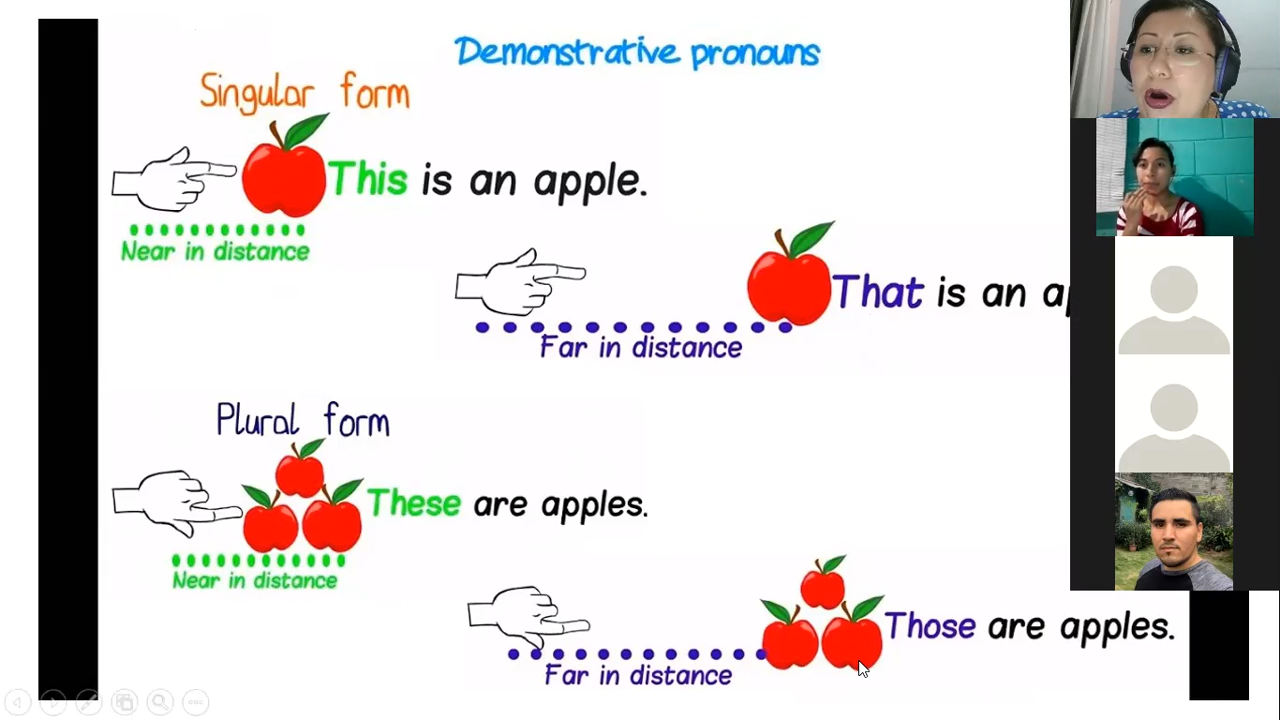 Demonstrative pronouns
Singular form
This is an apple.
Near in distance
That is an
Far in distance
Plural form
These are apples.
Near in distance
Those are apples.
Far in distance